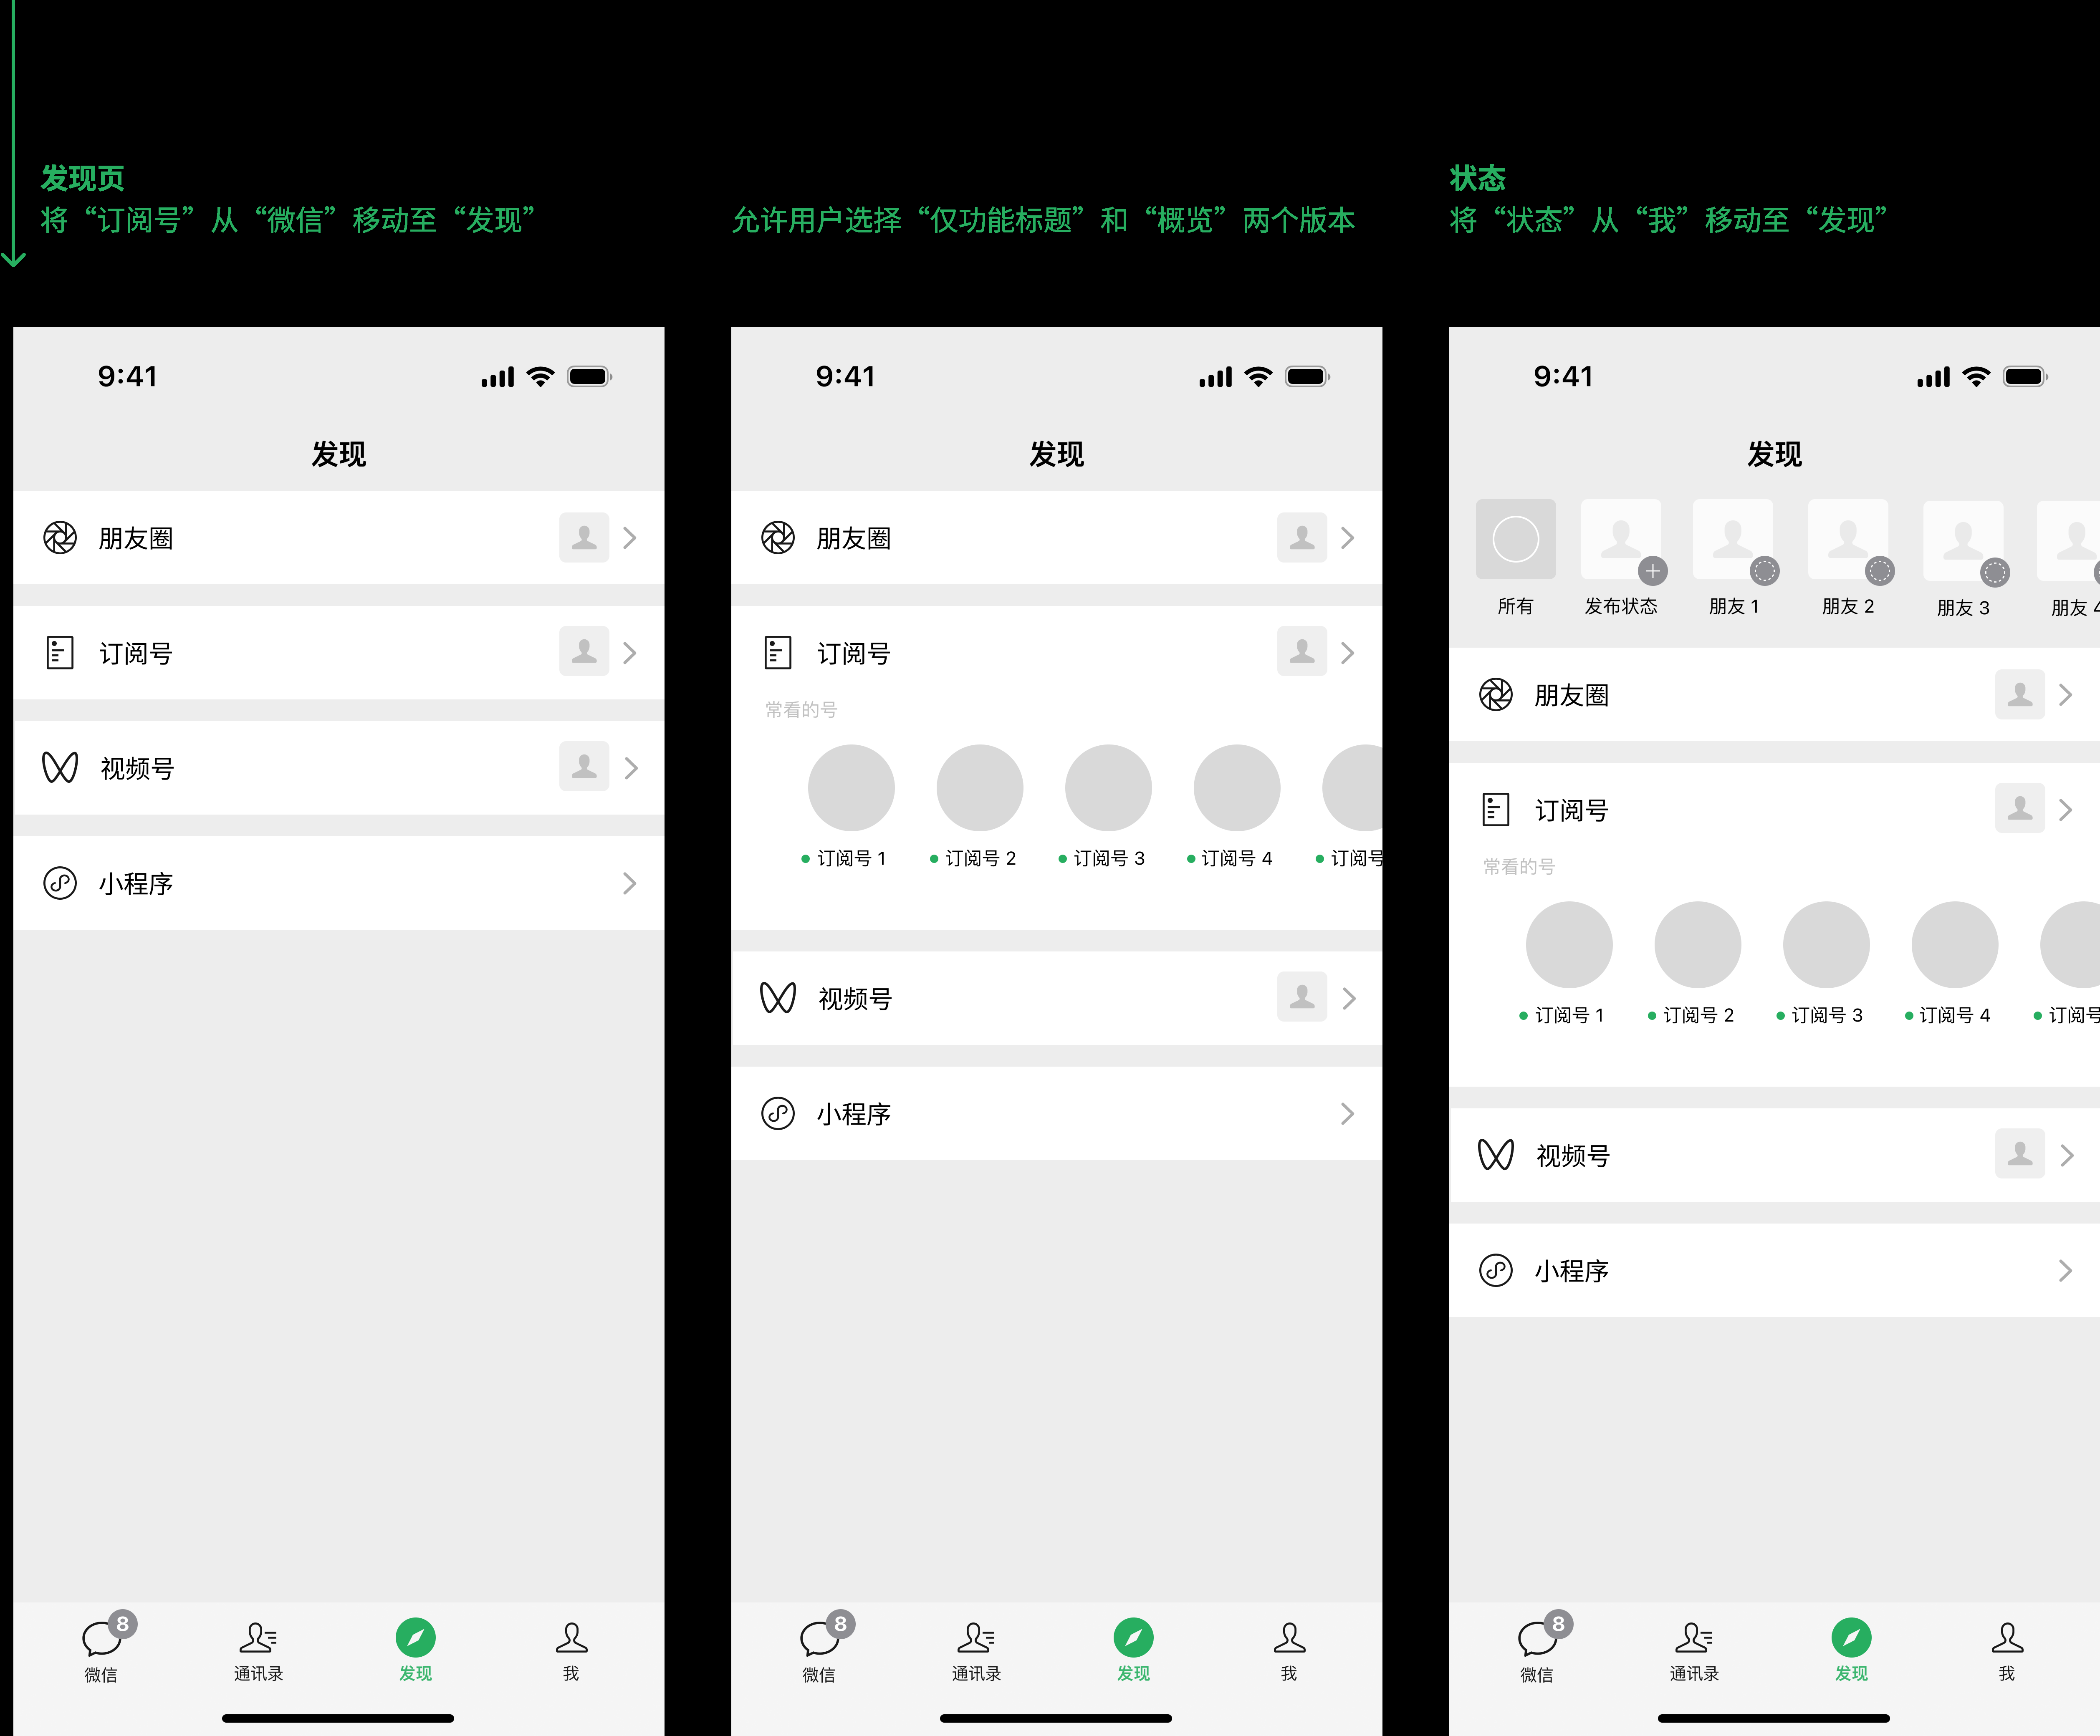 发现页
将“订阅号”从“微信”移动至“发现”
允许用户选择“仅功能标题”和“概览”两个版本
状态
将“状态”从“我”移动至“发现”
9:41
发现
朋友圈
订阅号
视频号
小程序
8
微信
通讯录
发现
我
9:41
发现
朋友圈
订阅号
常看的号
订阅号 1
订阅号 2
订阅号 3
订阅号 4
订阅号
视频号
小程序
8
微信
通讯录
发现
我
9:41
发现
所有
发布状态
朋友 1
朋友 2
朋友 3
朋友 4
朋友圈
订阅号
常看的号
订阅号 1
订阅号 2
订阅号 3
订阅号 4
订阅号
视频号
小程序
8
微信
通讯录
发现
我